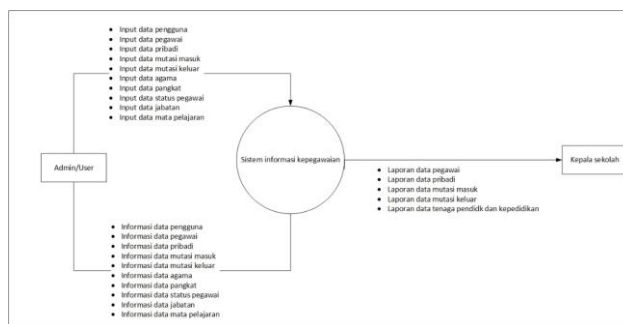 Input data pengguna
Input data pegawai
Input data pribadi
Input data mutasi masuk
Input data mutasi keluar
Input data agama
Input data pangkat
Input data status pegawai
Input data jabatan
Input data mata pelajaran
Admin/User
Sistem informasi kepegawaian
Kepala sekolah
Laporan data pegawai
Laporan data pribadi
Laporan data mutasi masuk
Laporan data mutasi keluar
Laporan data tenaga pendidk dan kepedidikan
Informasi data pengguna
Informasi data pegawai
Informasi data pribadi
Informasi data mutasi masuk
Informasi data mutasi keluar
Informasi data agama
Informasi data pangkat
Informasi data status pegawai
Informasi data jabatan
Informasi data mata pelajaran